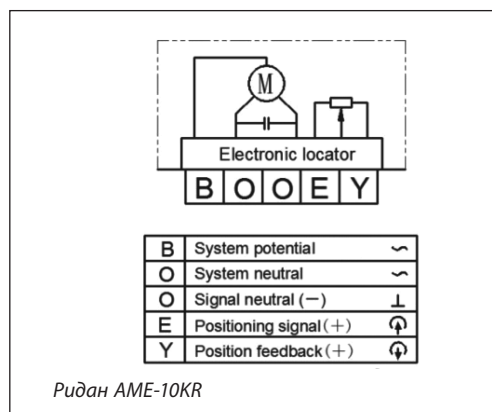 M
Electronic locator
B O O E Y
B System potential ~
O System neutral ~
O Signal neutral (−) ⊥
E Positioning signal (+)
Y Position feedback (+)
Ридан AME-10KR